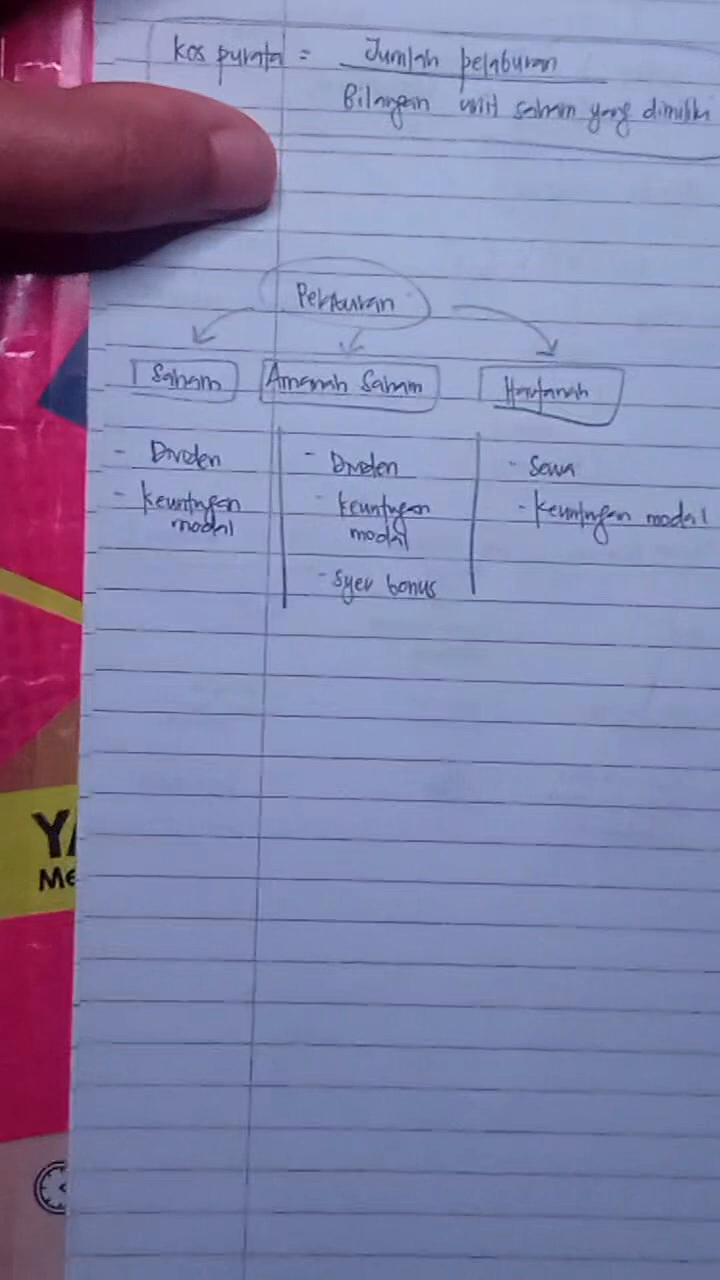 Kos purata = Jumlah pelaburan
Bilangan unit saham yang dimiliki
Pelaburan
Saham
Amanah Saham
Hartanah
- Dividen
- Keuntungan
modal
- Dividen
- Keuntungan
modal
- Syer bonus
- Sewa
- Keuntungan modal
YA
Me